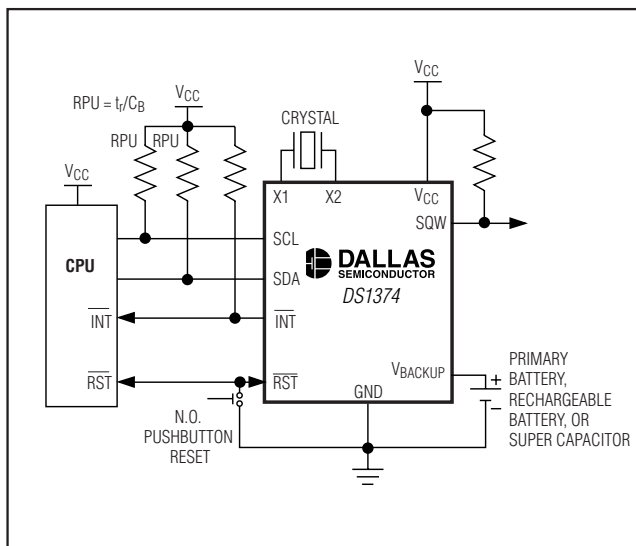 RPU = tr/CB
VCC
CRYSTAL
VCC
RPU
RPU
VCC
X1
X2
VCC
SQW
CPU
SCL
DALLAS
SEMICONDUCTOR
DS1374
SDA
INT
INT
RST
RST
VBACKUP
GND
N.O.
PUSHBUTTON
RESET
+
−
PRIMARY
BATTERY,
RECHARGEABLE
BATTERY, OR
SUPER CAPACITOR